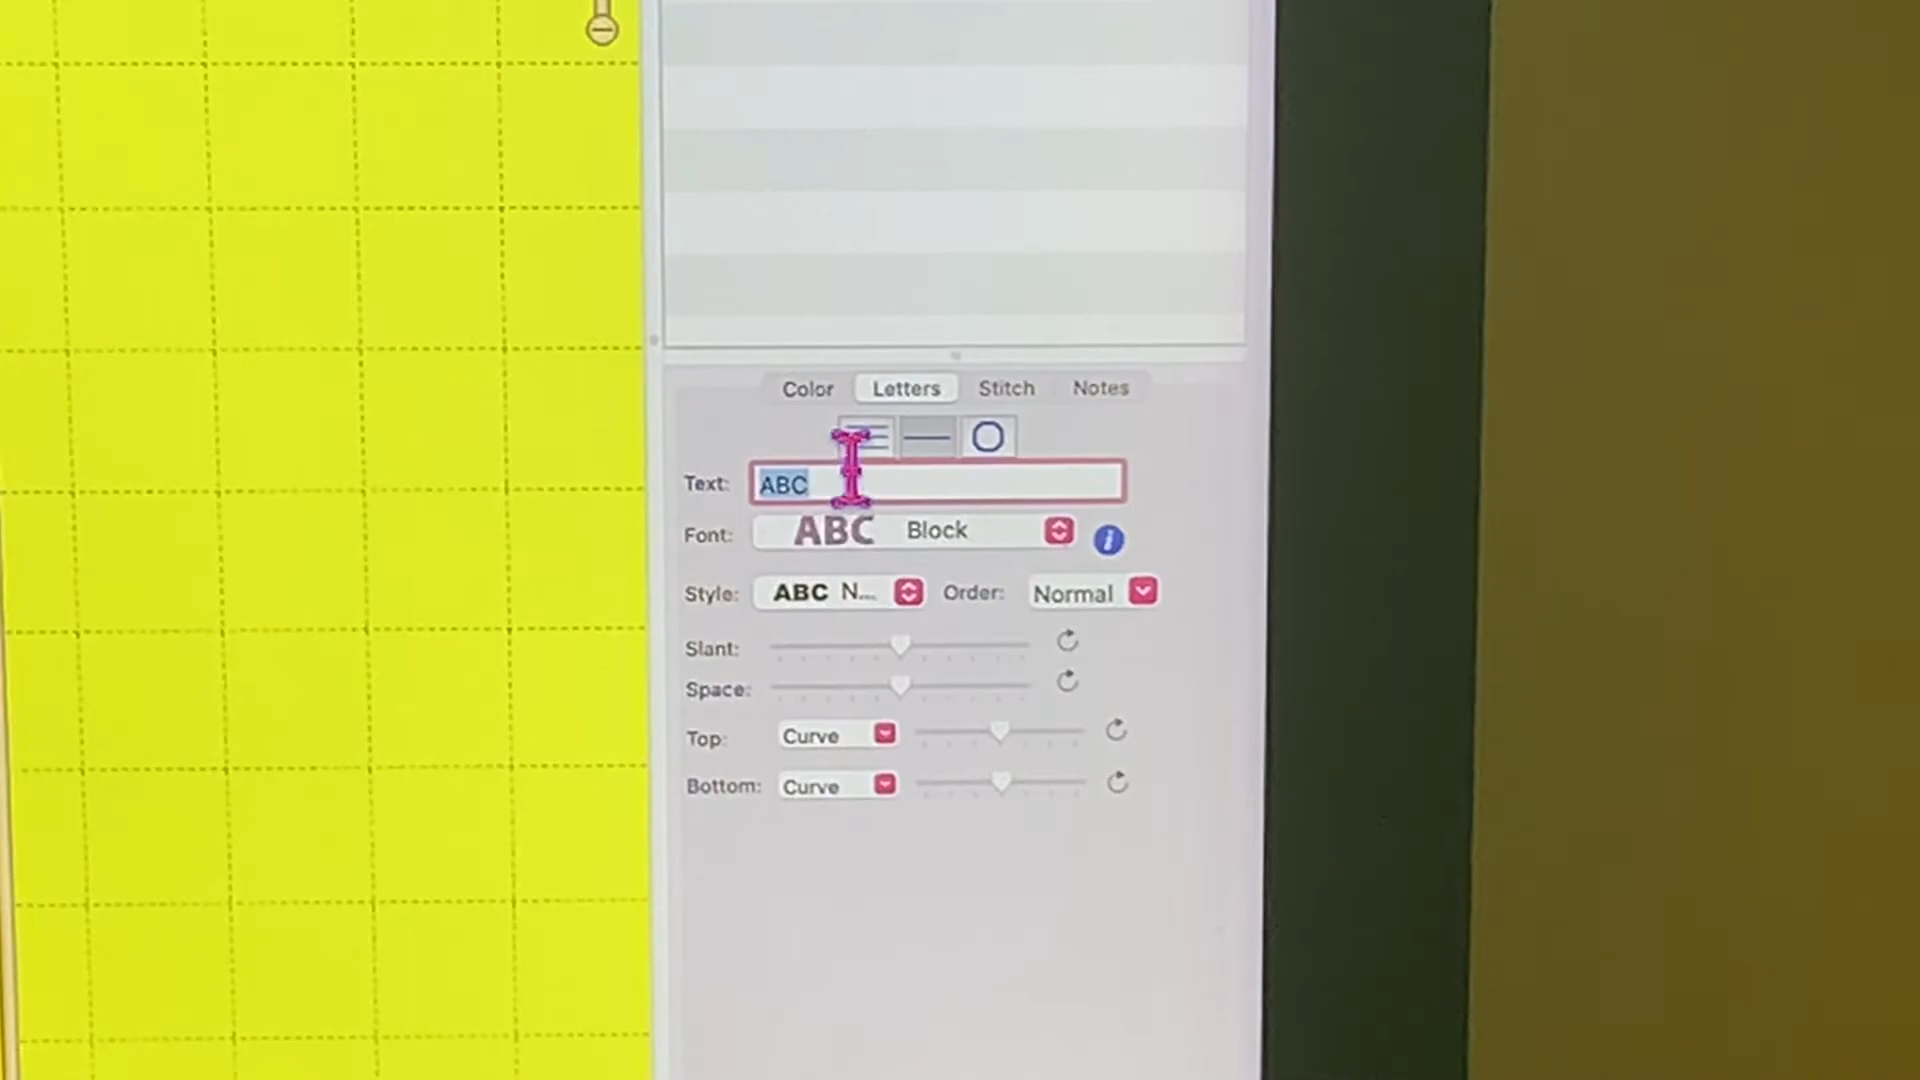 Color Letters Stitch Notes
Text: ABC
Font: ABC Block i
Style: ABC N... Order: Normal
Slant:
Space:
Top: Curve
Bottom: Curve